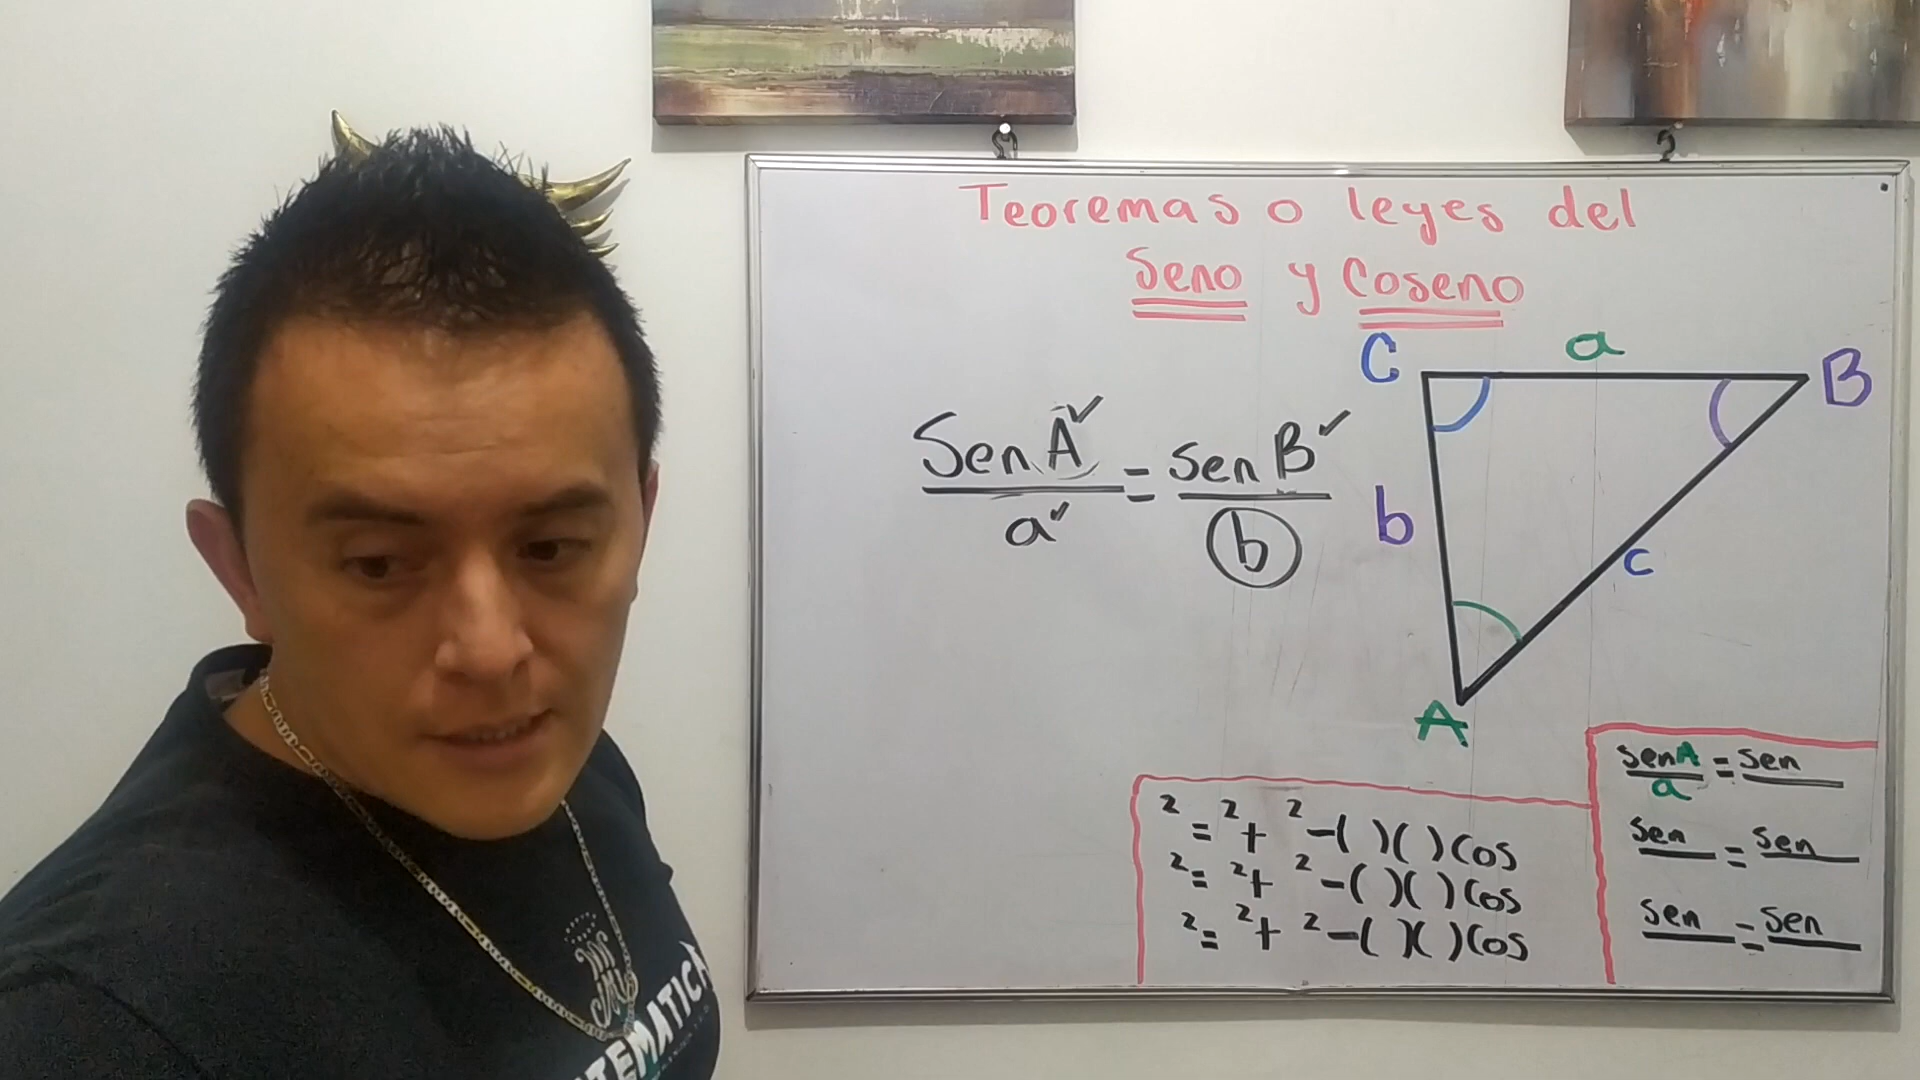 Teoremas o leyes del
Seno y Coseno
C a B
Sen A = sen B
a b
b
c
A
senA = sen
a
sen = sen
sen = sen
2 = 2 + 2 - ( )( ) Cos
2 = 2 + 2 - ( )( ) Cos
2 = 2 + 2 - ( )( ) Cos